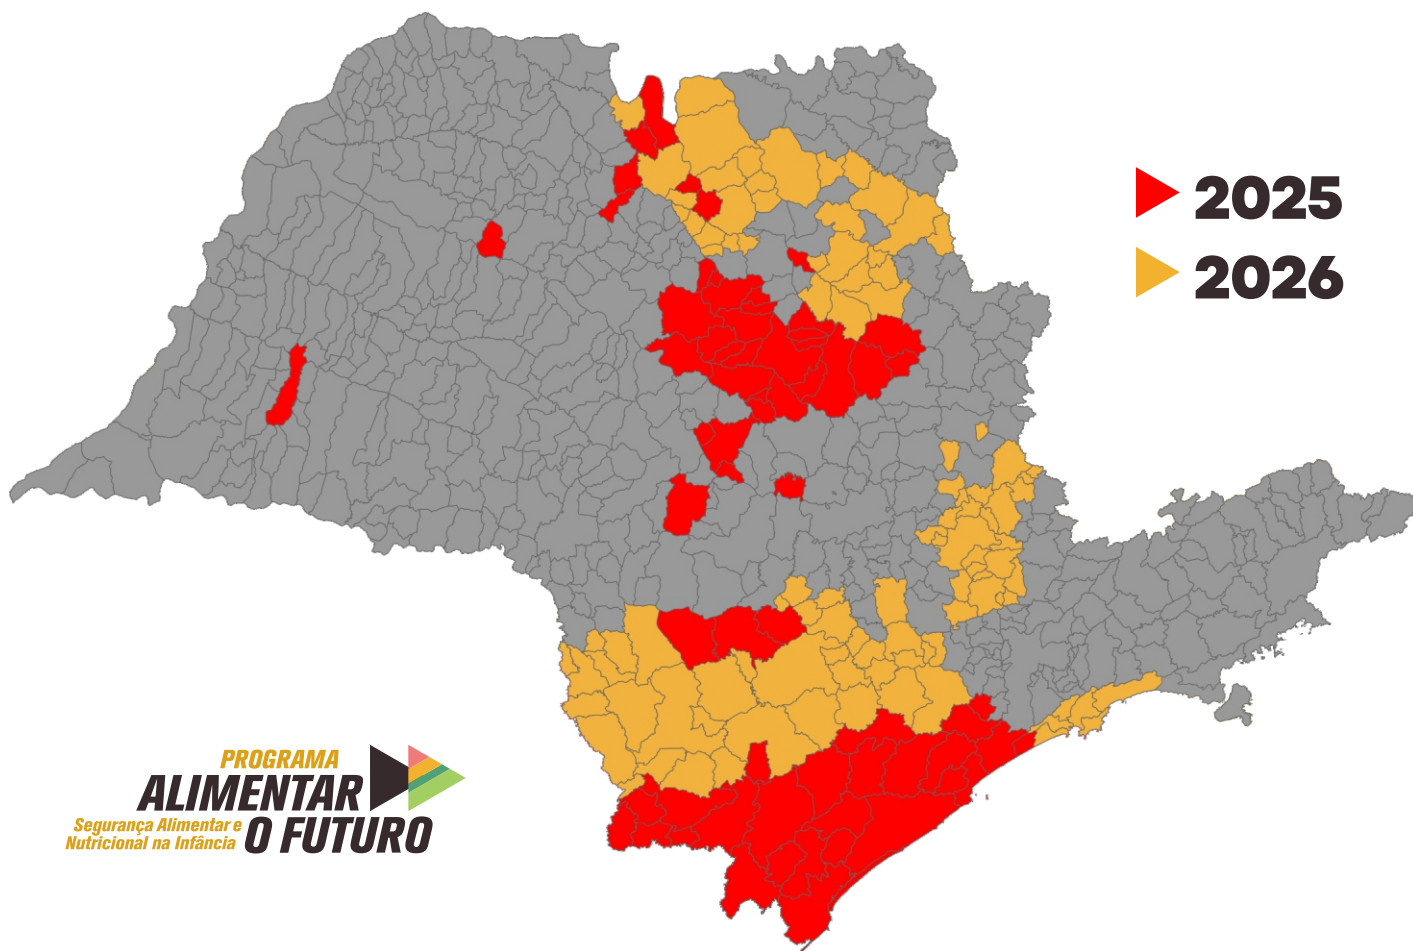 2025
2026
PROGRAMA
ALIMENTAR
Segurança Alimentar e
Nutricional na Infância
O FUTURO